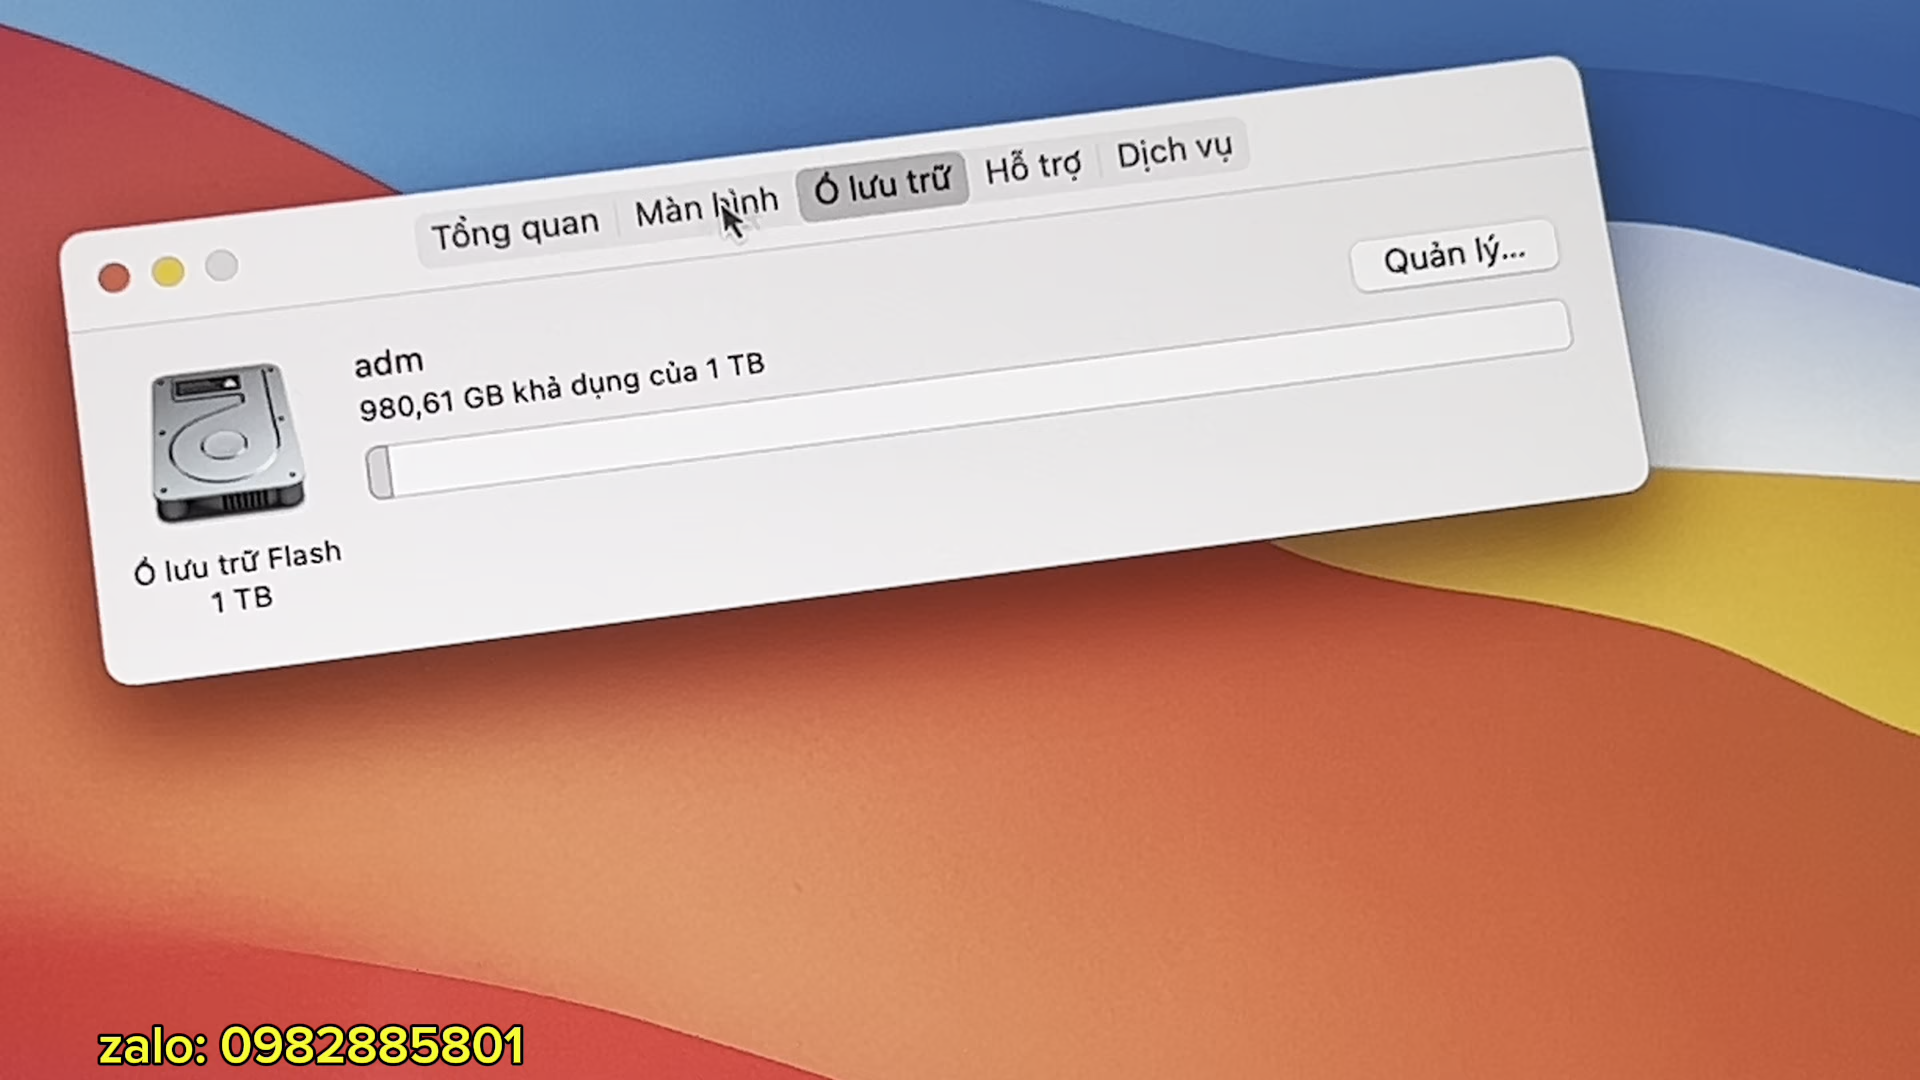 Tổng quan
Màn hình
Ổ lưu trữ
Hỗ trợ
Dịch vụ
Quản lý...
adm
980,61 GB khả dụng của 1 TB
Ổ lưu trữ Flash
1 TB
zalo: 0982885801